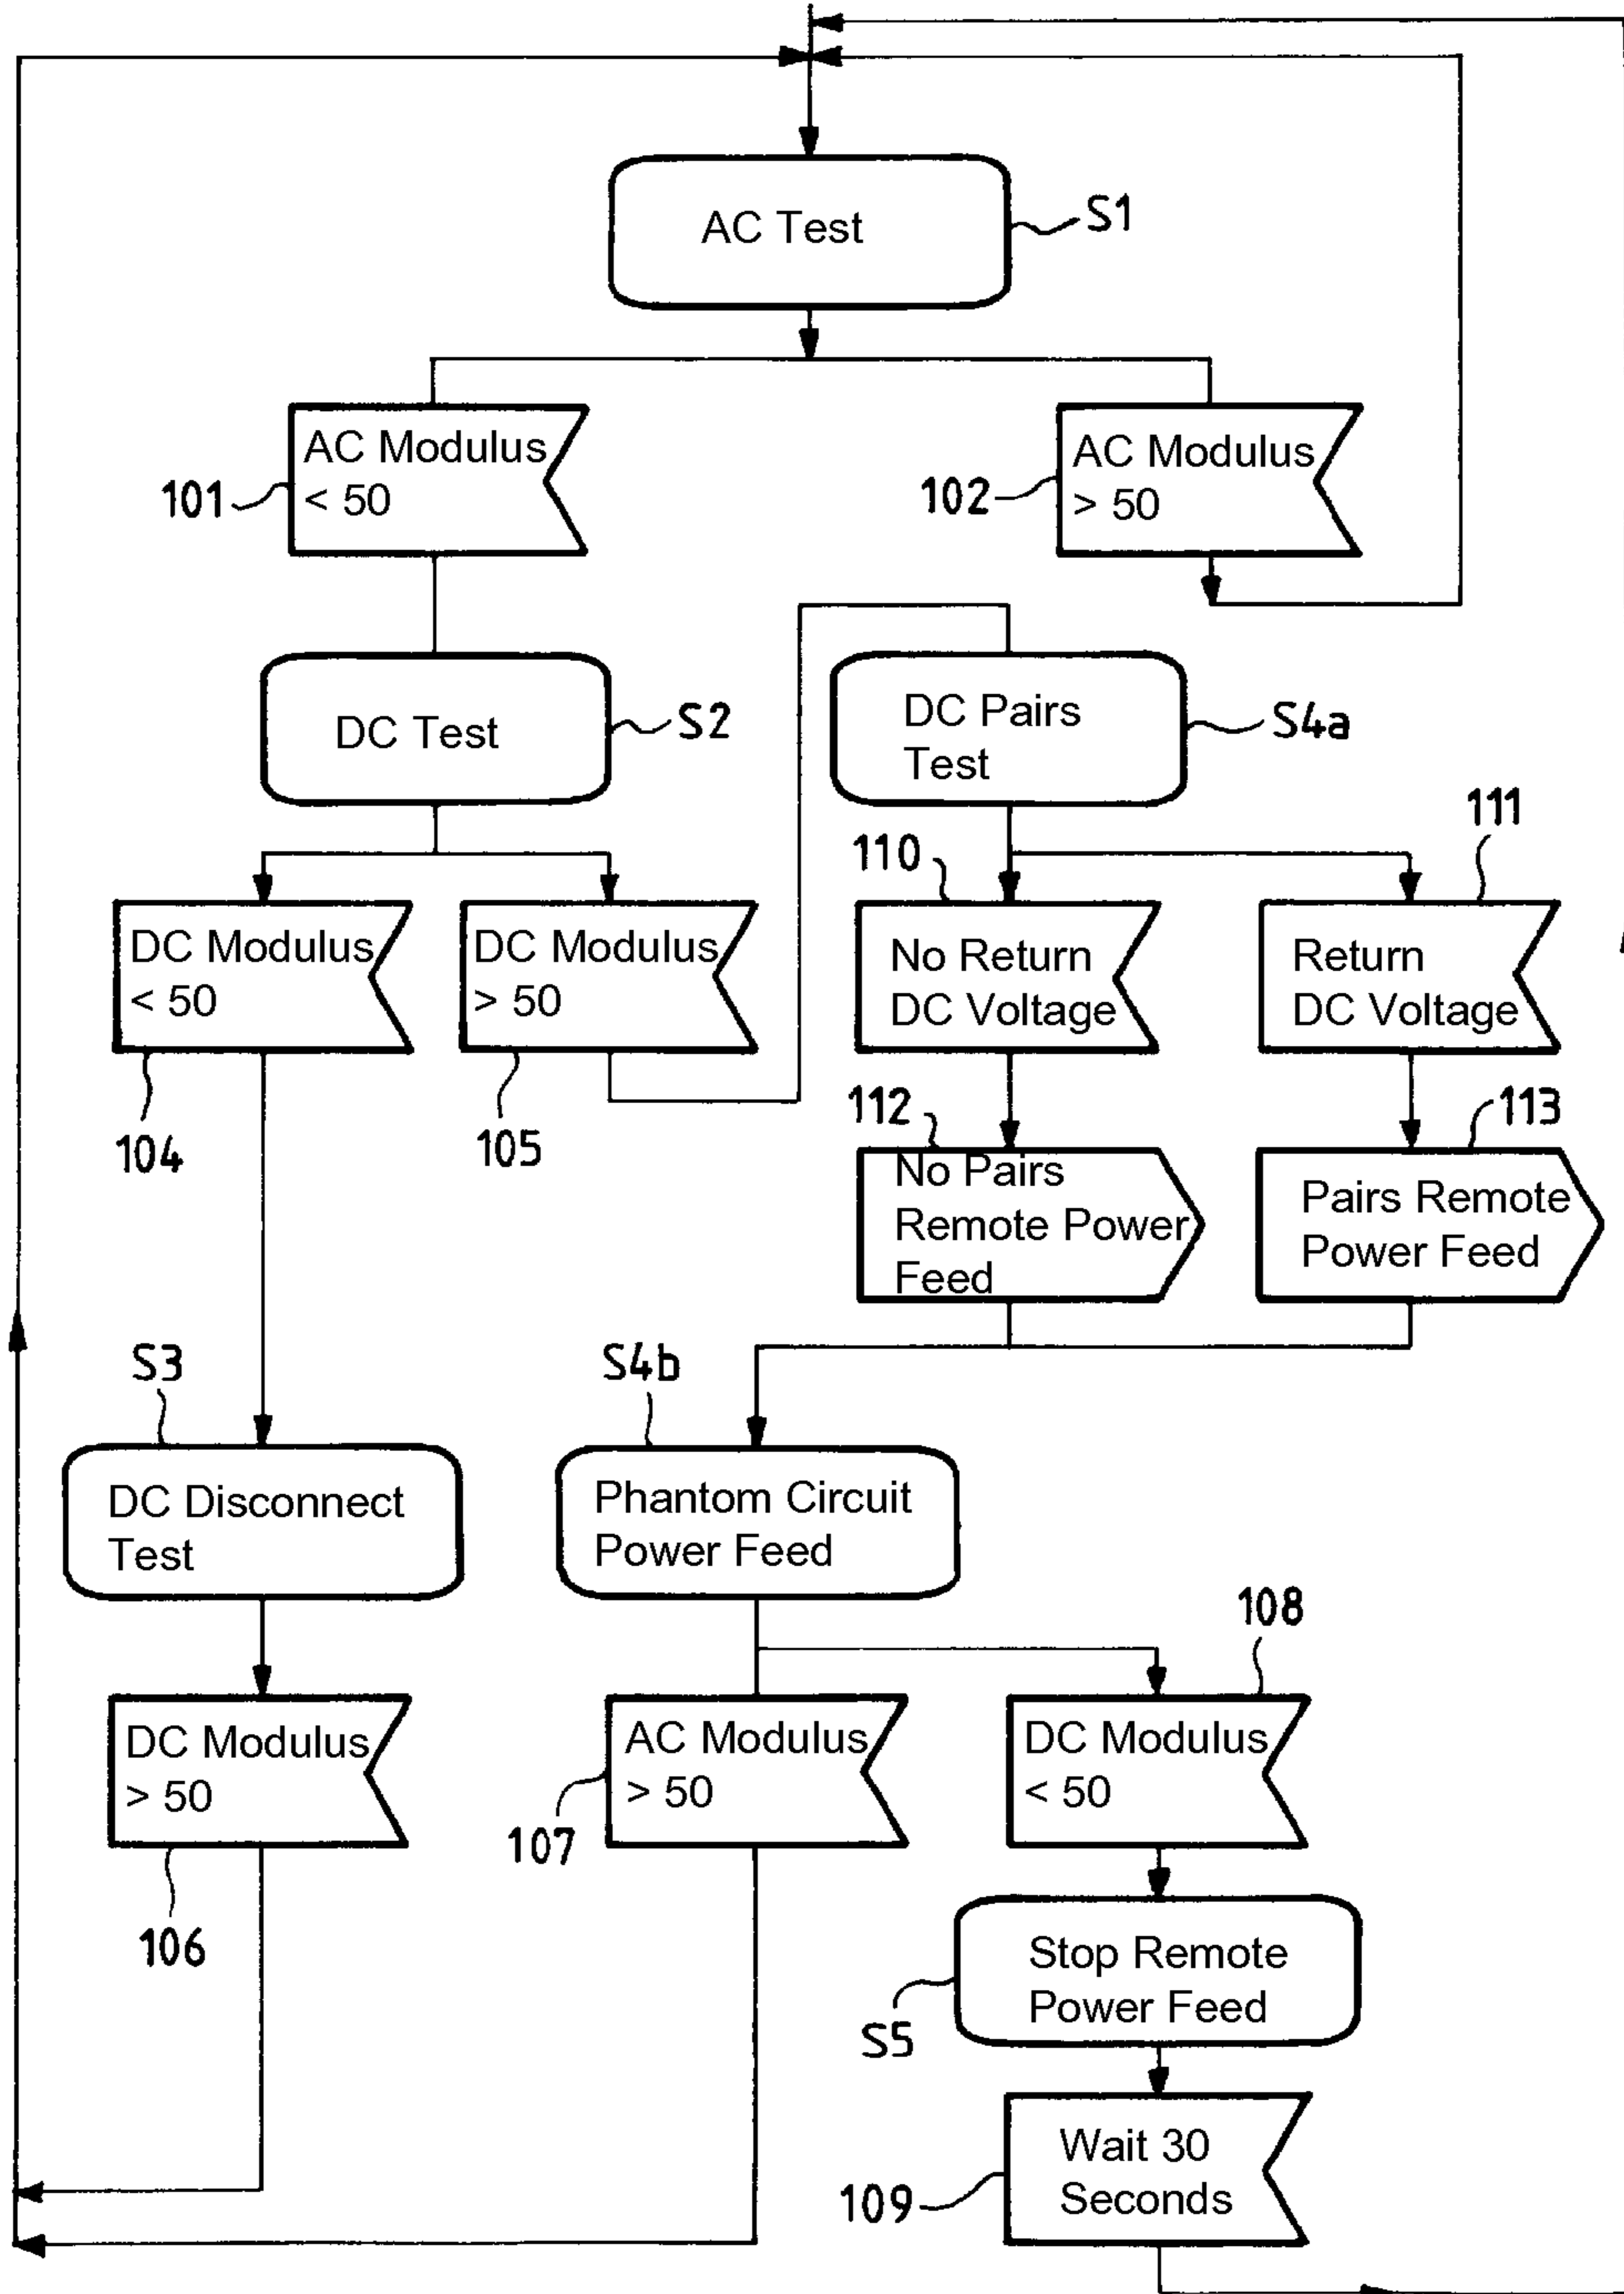 AC Test
S1
AC Modulus
< 50
101
AC Modulus
> 50
102
DC Test
S2
DC Pairs
Test
S4a
110
111
DC Modulus
< 50
104
DC Modulus
> 50
105
No Return
DC Voltage
Return
DC Voltage
112
113
No Pairs
Remote Power
Feed
Pairs Remote
Power Feed
S3
S4b
DC Disconnect
Test
Phantom Circuit
Power Feed
108
DC Modulus
> 50
106
AC Modulus
> 50
107
DC Modulus
< 50
Stop Remote
Power Feed
S5
Wait 30
Seconds
109